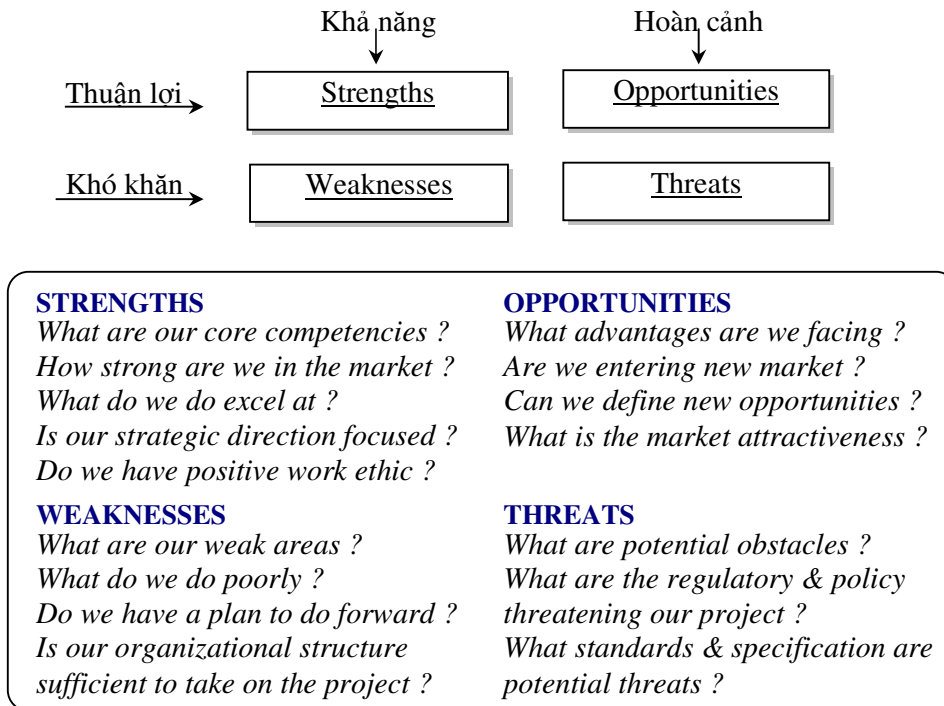 Khả năng
Hoàn cảnh
Thuận lợi
Strengths
Opportunities
Khó khăn
Weaknesses
Threats
STRENGTHS
What are our core competencies ?
How strong are we in the market ?
What do we do excel at ?
Is our strategic direction focused ?
Do we have positive work ethic ?
OPPORTUNITIES
What advantages are we facing ?
Are we entering new market ?
Can we define new opportunities ?
What is the market attractiveness ?
WEAKNESSES
What are our weak areas ?
What do we do poorly ?
Do we have a plan to do forward ?
Is our organizational structure
sufficient to take on the project ?
THREATS
What are potential obstacles ?
What are the regulatory & policy
threatening our project ?
What standards & specification are
potential threats ?